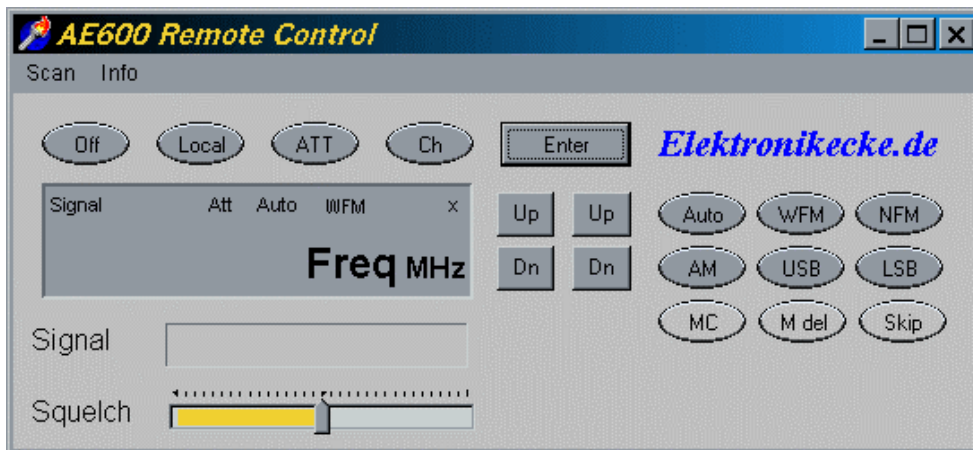 AE600 Remote Control
Scan Info
Off Local ATT Ch Enter Elektronikecke.de
Signal Att Auto WFM x
Freq MHz
Up Up
Dn Dn
Auto WFM NFM
AM USB LSB
MC M del Skip
Signal
Squelch